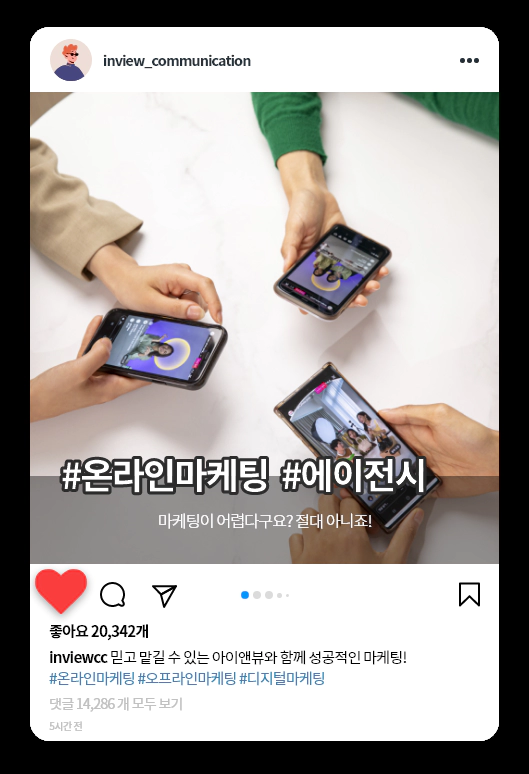 inview_communication
#온라인마케팅 #에이전시
마케팅이 어렵다구요? 절대 아니죠!
좋아요 20,342개
inviewcc 믿고 맡길 수 있는 아이앤뷰와 함께 성공적인 마케팅!
#온라인마케팅 #오프라인마케팅 #디지털마케팅
댓글 14,286 개 모두 보기
5시간 전